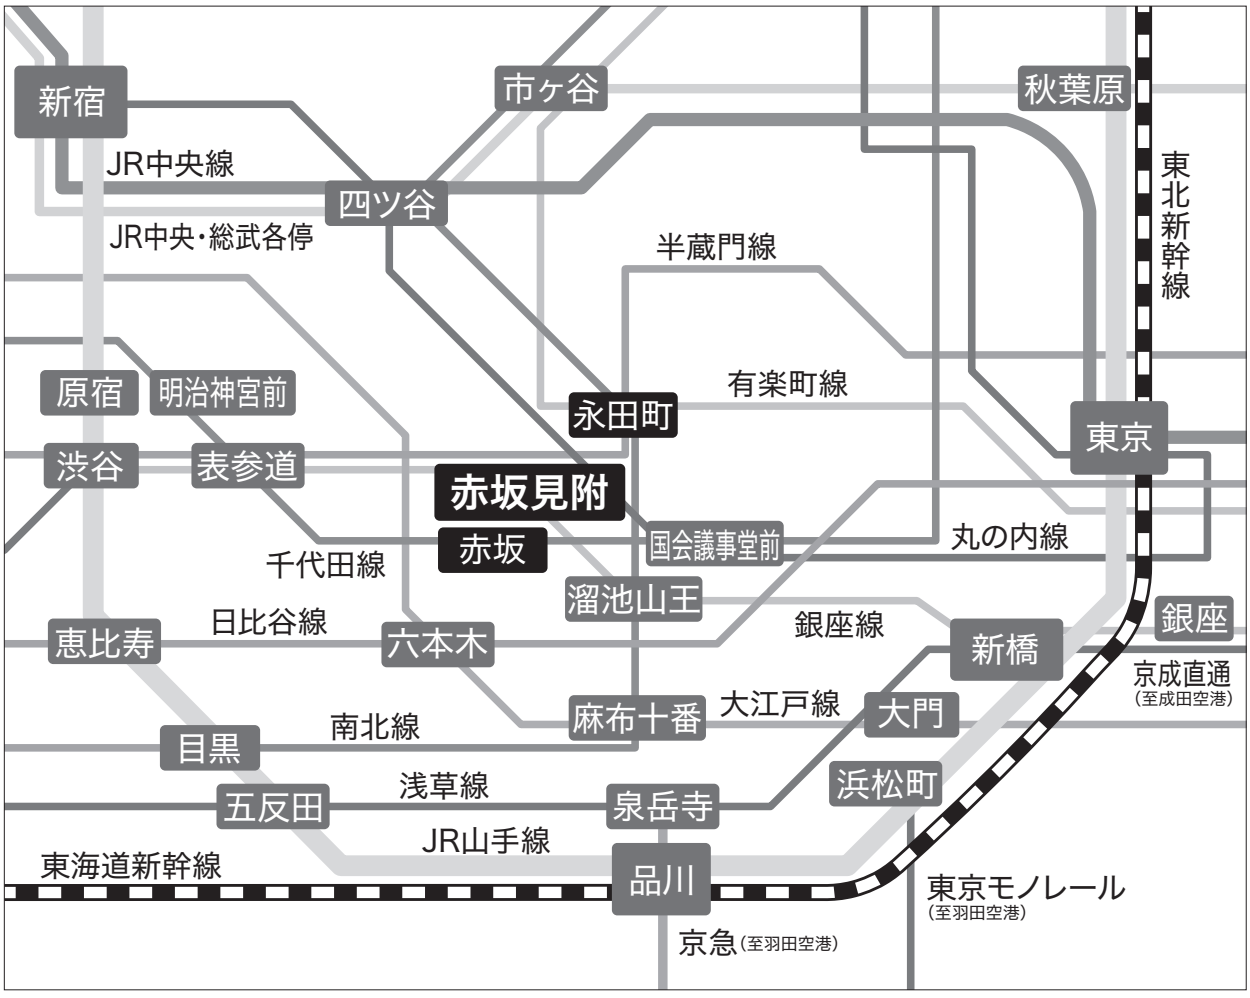 新宿
市ヶ谷
秋葉原
JR中央線
四ツ谷
JR中央・総武各停
東北新幹線
半蔵門線
原宿
明治神宮前
有楽町線
永田町
東京
渋谷
表参道
赤坂見附
赤坂
国会議事堂前
丸の内線
千代田線
溜池山王
日比谷線
銀座線
銀座
恵比寿
六本木
新橋
京成直通
(至成田空港)
麻布十番
大江戸線
大門
南北線
目黒
浜松町
浅草線
五反田
泉岳寺
JR山手線
東海道新幹線
品川
東京モノレール
(至羽田空港)
京急(至羽田空港)